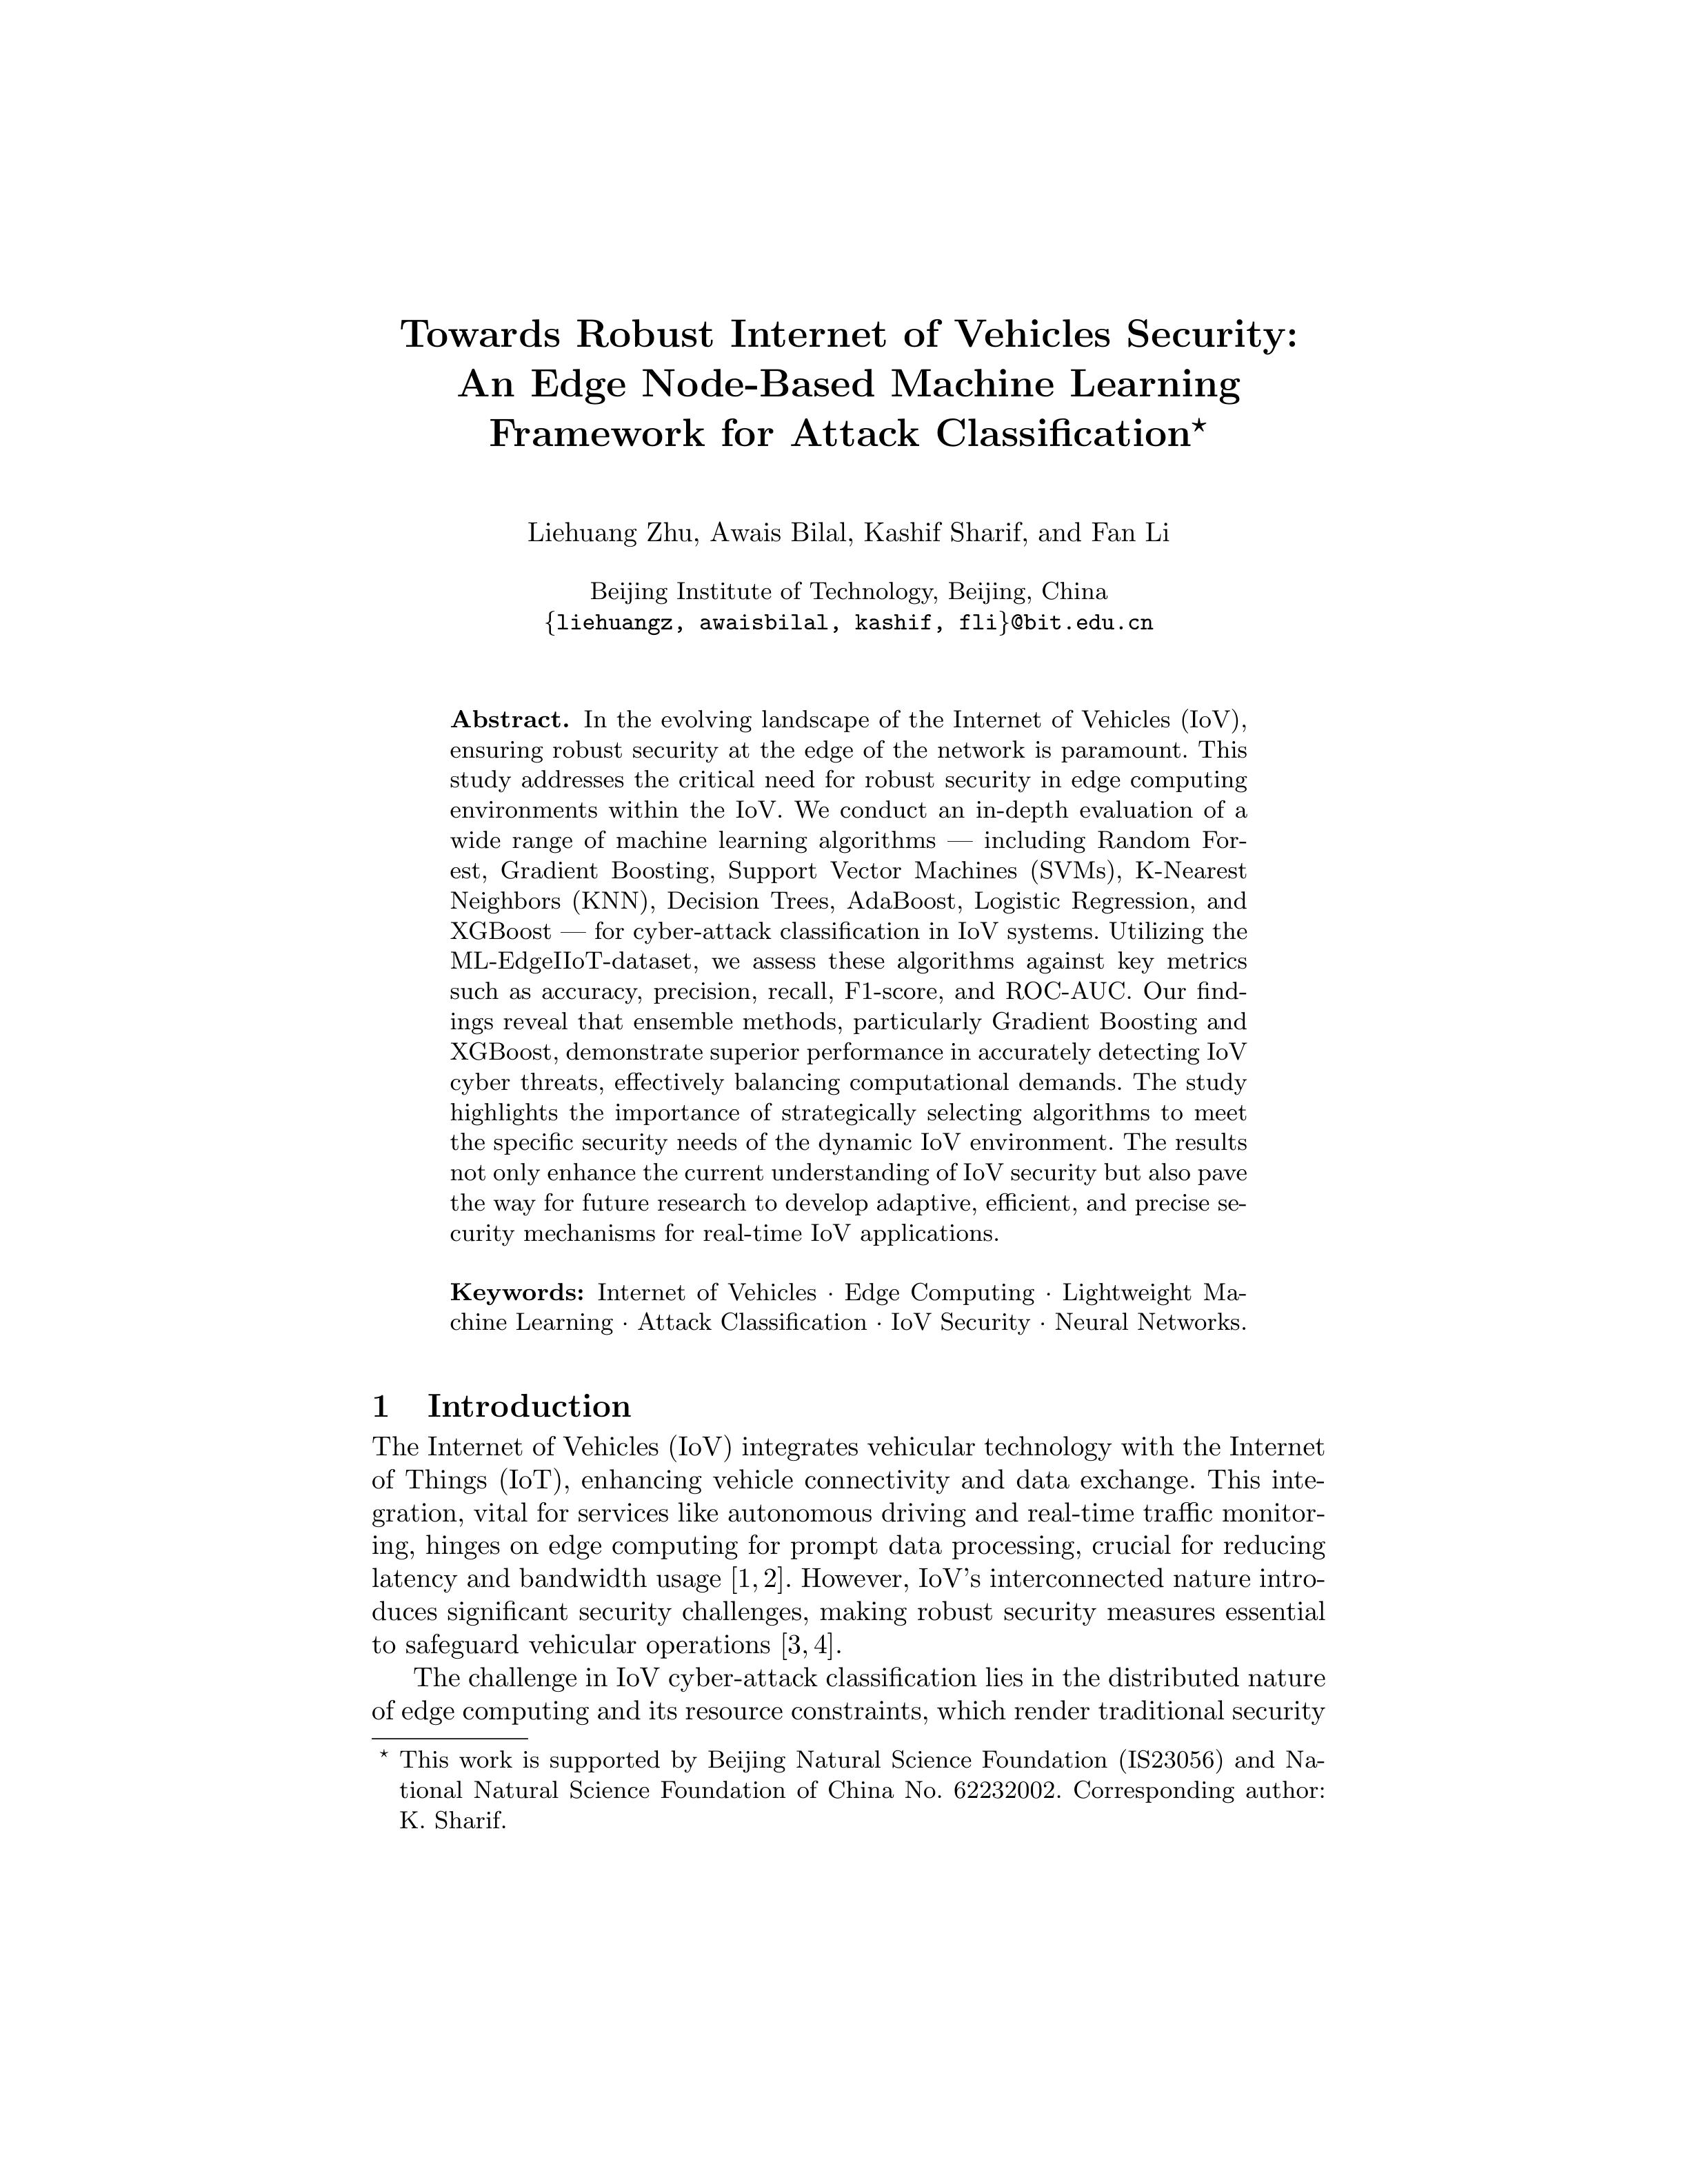 Towards Robust Internet of Vehicles Security:
An Edge Node-Based Machine Learning
Framework for Attack Classification⋆
Liehuang Zhu, Awais Bilal, Kashif Sharif, and Fan Li
Beijing Institute of Technology, Beijing, China
{liehuangz, awaisbilal, kashif, fli}@bit.edu.cn
Abstract. In the evolving landscape of the Internet of Vehicles (IoV),
ensuring robust security at the edge of the network is paramount. This
study addresses the critical need for robust security in edge computing
environments within the IoV. We conduct an in-depth evaluation of a
wide range of machine learning algorithms — including Random For-
est, Gradient Boosting, Support Vector Machines (SVMs), K-Nearest
Neighbors (KNN), Decision Trees, AdaBoost, Logistic Regression, and
XGBoost — for cyber-attack classification in IoV systems. Utilizing the
ML-EdgeIIoT-dataset, we assess these algorithms against key metrics
such as accuracy, precision, recall, F1-score, and ROC-AUC. Our find-
ings reveal that ensemble methods, particularly Gradient Boosting and
XGBoost, demonstrate superior performance in accurately detecting IoV
cyber threats, effectively balancing computational demands. The study
highlights the importance of strategically selecting algorithms to meet
the specific security needs of the dynamic IoV environment. The results
not only enhance the current understanding of IoV security but also pave
the way for future research to develop adaptive, efficient, and precise se-
curity mechanisms for real-time IoV applications.
Keywords: Internet of Vehicles · Edge Computing · Lightweight Ma-
chine Learning · Attack Classification · IoV Security · Neural Networks.
1 Introduction
The Internet of Vehicles (IoV) integrates vehicular technology with the Internet
of Things (IoT), enhancing vehicle connectivity and data exchange. This inte-
gration, vital for services like autonomous driving and real-time traffic monitor-
ing, hinges on edge computing for prompt data processing, crucial for reducing
latency and bandwidth usage [1, 2]. However, IoV's interconnected nature intro-
duces significant security challenges, making robust security measures essential
to safeguard vehicular operations [3, 4].
The challenge in IoV cyber-attack classification lies in the distributed nature
of edge computing and its resource constraints, which render traditional security
⋆ This work is supported by Beijing Natural Science Foundation (IS23056) and Na-
tional Natural Science Foundation of China No. 62232002. Corresponding author:
K. Sharif.